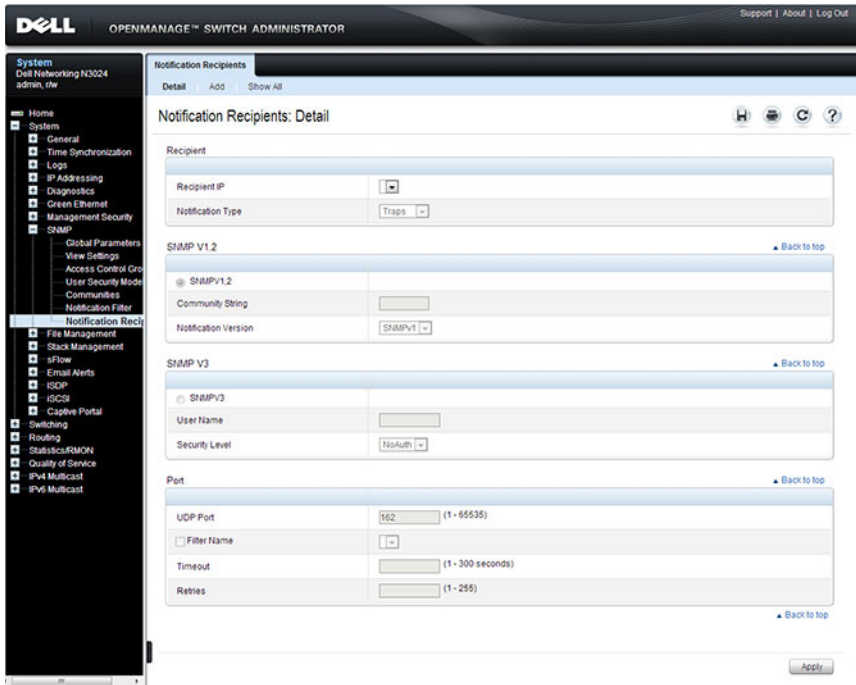 Support | About | Log Out
DELL OPENMANAGE™ SWITCH ADMINISTRATOR
System
Dell Networking N3024
admin, r/w
Home
System
General
Time Synchronization
Logs
IP Addressing
Diagnostics
Green Ethernet
Management Security
SNMP
Global Parameters
View Settings
Access Control Gro
User Security Mode
Communities
Notification Filter
Notification Recip
File Management
Stack Management
sFlow
Email Alerts
ISDP
iSCSI
Captive Portal
Switching
Routing
Statistics/RMON
Quality of Service
IPv4 Multicast
IPv6 Multicast
Notification Recipients
Detail Add Show All
Notification Recipients: Detail
Recipient
Recipient IP
Notification Type Traps
SNMP V1,2 Back to top
SNMPV1,2
Community String
Notification Version SNMPv1
SNMP V3 Back to top
SNMPV3
User Name
Security Level NoAuth
Port Back to top
UDP Port 162 (1 - 65535)
Filter Name
Timeout (1 - 300 seconds)
Retries (1 - 255)
Back to top
Apply